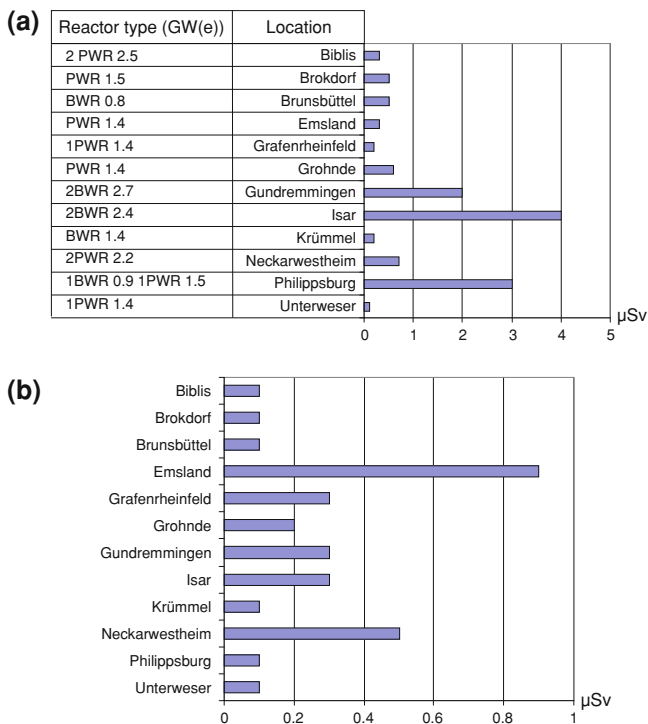 (a)
Reactor type (GW(e)) Location
2 PWR 2.5 Biblis
PWR 1.5 Brokdorf
BWR 0.8 Brunsbüttel
PWR 1.4 Emsland
1PWR 1.4 Grafenrheinfeld
PWR 1.4 Grohnde
2BWR 2.7 Gundremmingen
2BWR 2.4 Isar
BWR 1.4 Krümmel
2PWR 2.2 Neckarwestheim
1BWR 0.9 1PWR 1.5 Philippsburg
1PWR 1.4 Unterweser
0 1 2 3 4 5 µSv
(b)
Biblis
Brokdorf
Brunsbüttel
Emsland
Grafenrheinfeld
Grohnde
Gundremmingen
Isar
Krümmel
Neckarwestheim
Philippsburg
Unterweser
0 0.2 0.4 0.6 0.8 1 µSv